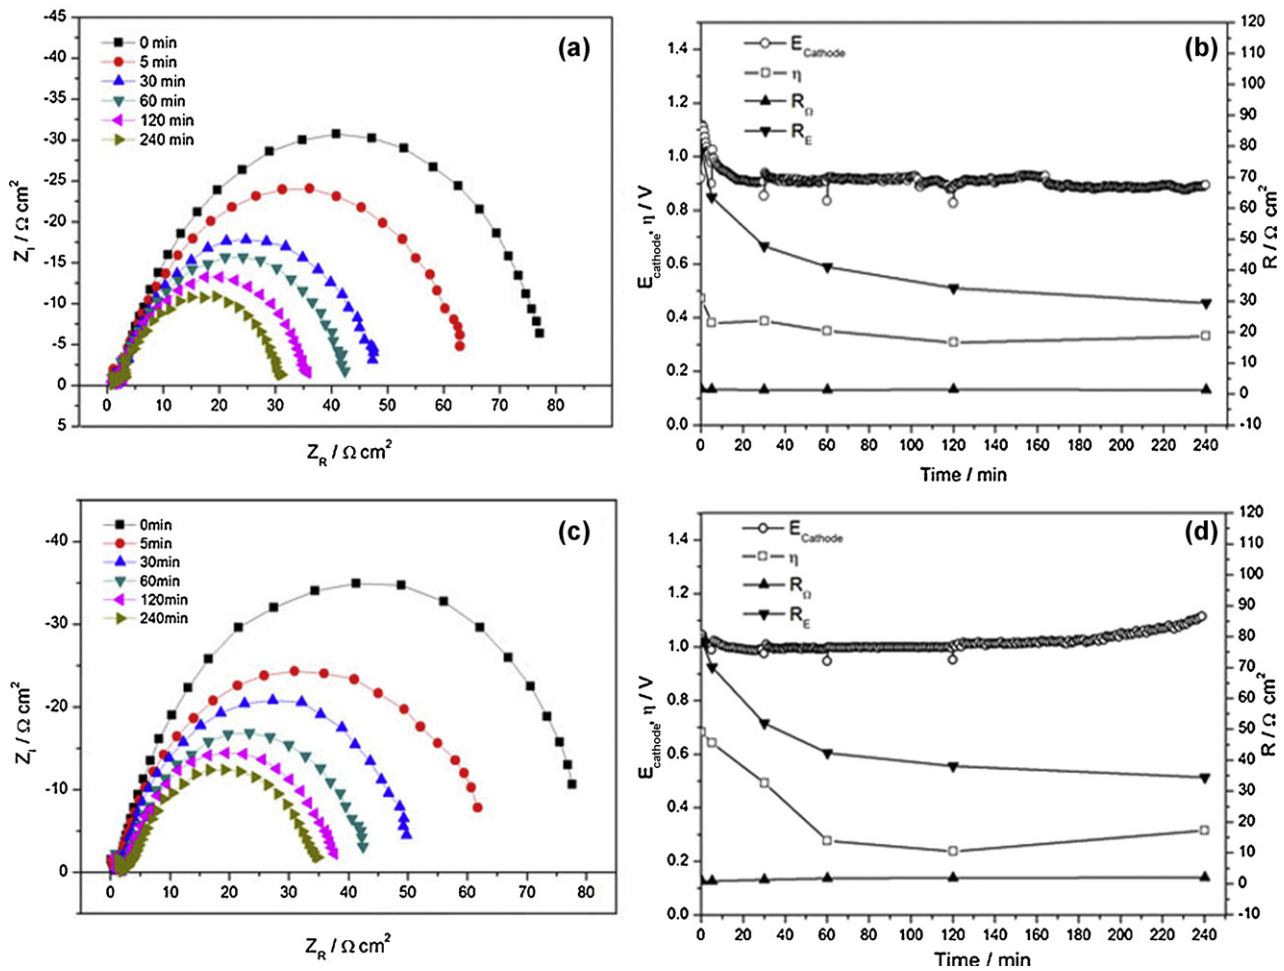 (a)
0 min
5 min
30 min
60 min
120 min
240 min
-45
-40
-35
-30
-25
-20
-15
-10
-5
0
5
Z_I / Ω cm²
0 10 20 30 40 50 60 70 80
Z_R / Ω cm²
(b)
E_Cathode
η
R_Ω
R_E
1.4
1.2
1.0
0.8
0.6
0.4
0.2
0.0
E_cathode, η / V
120
110
100
90
80
70
60
50
40
30
20
10
0
-10
R / Ω cm²
0 20 40 60 80 100 120 140 160 180 200 220 240
Time / min
(c)
0min
5min
30min
60min
120min
240min
-40
-30
-20
-10
0
Z_I / Ω cm²
0 10 20 30 40 50 60 70 80
Z_R / Ω cm²
(d)
E_Cathode
η
R_Ω
R_E
1.4
1.2
1.0
0.8
0.6
0.4
0.2
0.0
E_cathode, η / V
120
110
100
90
80
70
60
50
40
30
20
10
0
-10
R / Ω cm²
0 20 40 60 80 100 120 140 160 180 200 220 240
Time / min